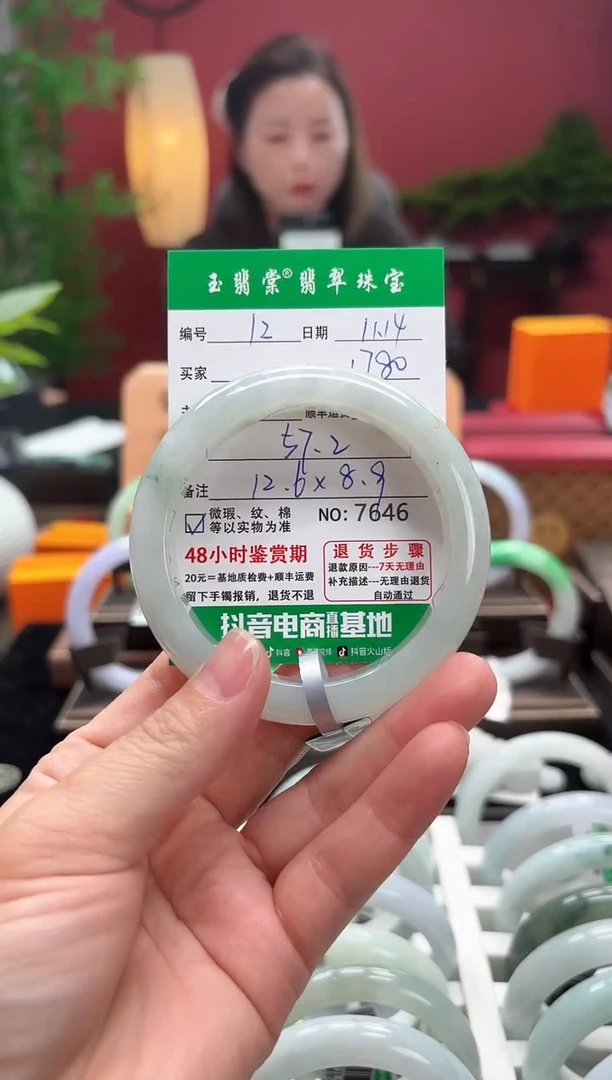 玉翡棠®翡翠珠宝
编号 12 日期 11.14
买家 1780
顺丰运费
57.2
备注 12.6x8.9
微瑕、纹、棉
等以实物为准
NO: 7646
48小时鉴赏期
20元=基地质检费+顺丰运费
留下手镯报销，退货不退
退货步骤
退款原因---7天无理由
补充描述---无理由退货
自动通过
抖音电商直播基地
抖音 抖音火山版